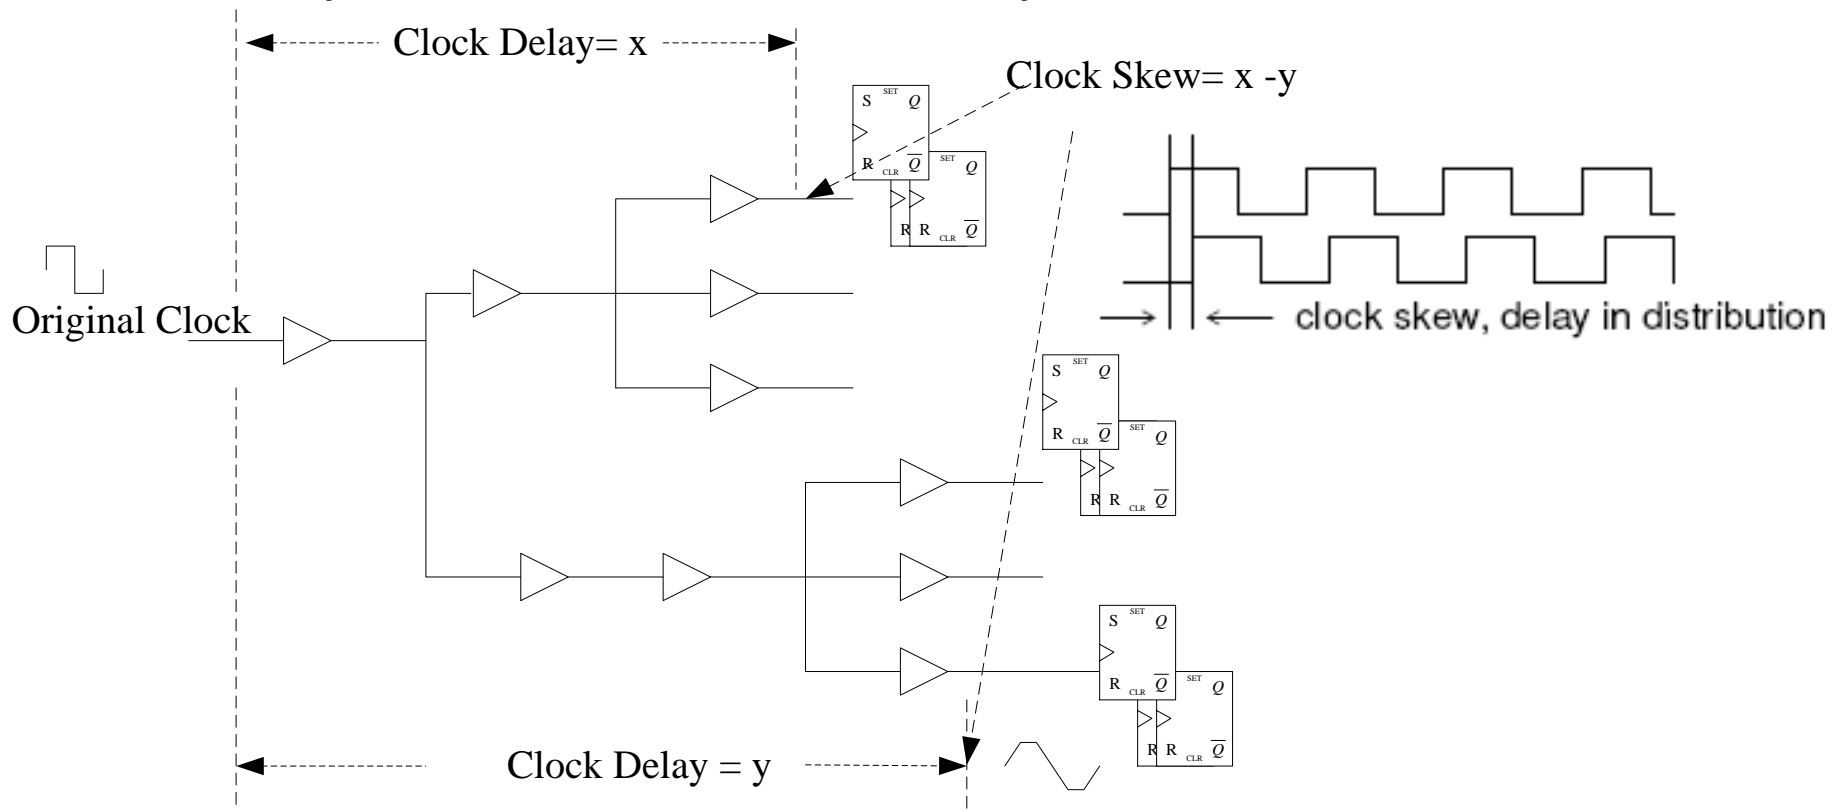 Clock Delay= x
Clock Skew= x -y
S SET Q
R CLR Q
SET Q
R R CLR Q
Original Clock
clock skew, delay in distribution
S SET Q
R CLR Q
SET Q
R R CLR Q
S SET Q
R CLR Q
SET Q
R R CLR Q
Clock Delay = y